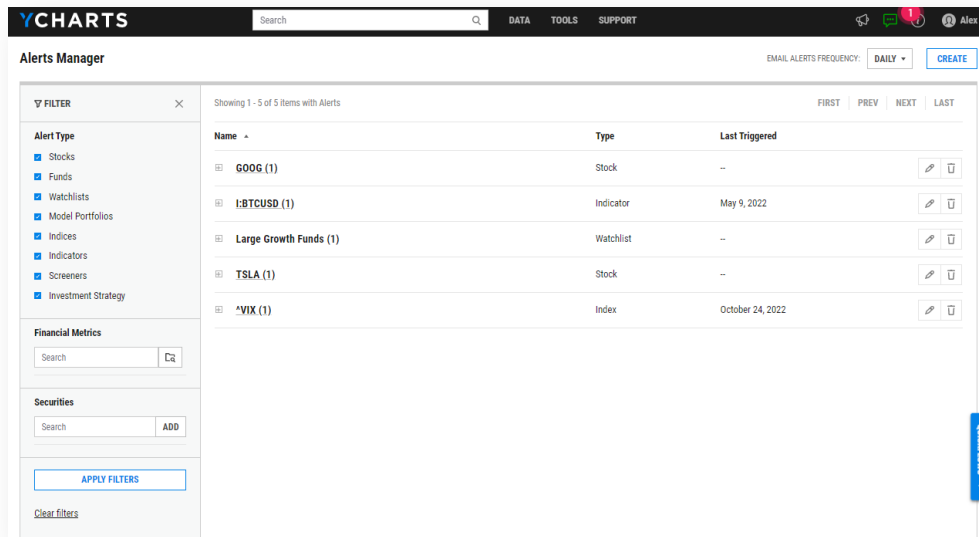 YCHARTS
Search
DATA TOOLS SUPPORT
1
Alex
Alerts Manager
EMAIL ALERTS FREQUENCY: DAILY
CREATE
FILTER
Showing 1 - 5 of 5 items with Alerts
FIRST PREV NEXT LAST
Alert Type
Stocks
Funds
Watchlists
Model Portfolios
Indices
Indicators
Screeners
Investment Strategy
Name Type Last Triggered
GOOG (1) Stock --
I:BTCUSD (1) Indicator May 9, 2022
Large Growth Funds (1) Watchlist --
TSLA (1) Stock --
^VIX (1) Index October 24, 2022
Financial Metrics
Search
Securities
Search ADD
APPLY FILTERS
Clear filters